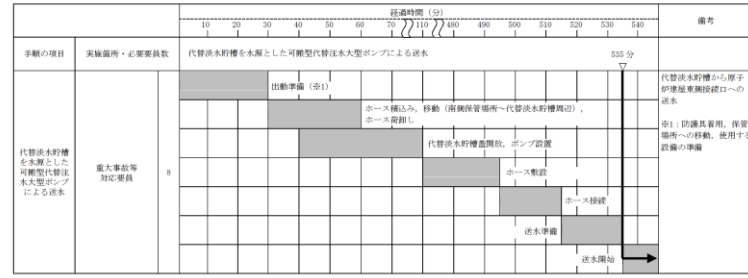 経過時間（分）
備考
10 20 30 40 50 60 70 110 480 490 500 510 520 530 540
手順の項目
実施箇所・必要要員数
代替淡水貯槽を水源とした可搬型代替注水大型ポンプによる送水
535 分
代替淡水貯槽
を水源とした
可搬型代替注
水大型ポンプ
による送水
重大事故等
対応要員
8
出動準備（※1）
ホース積込み，移動（南側保管場所～代替淡水貯槽周辺），
ホース荷卸し
代替淡水貯槽蓋開放，ポンプ設置
ホース敷設
ホース接続
送水準備
送水開始
代替淡水貯槽から原子
炉建屋東側接続口への
送水
※1：防護具着用，保管
場所への移動，使用する
設備の準備